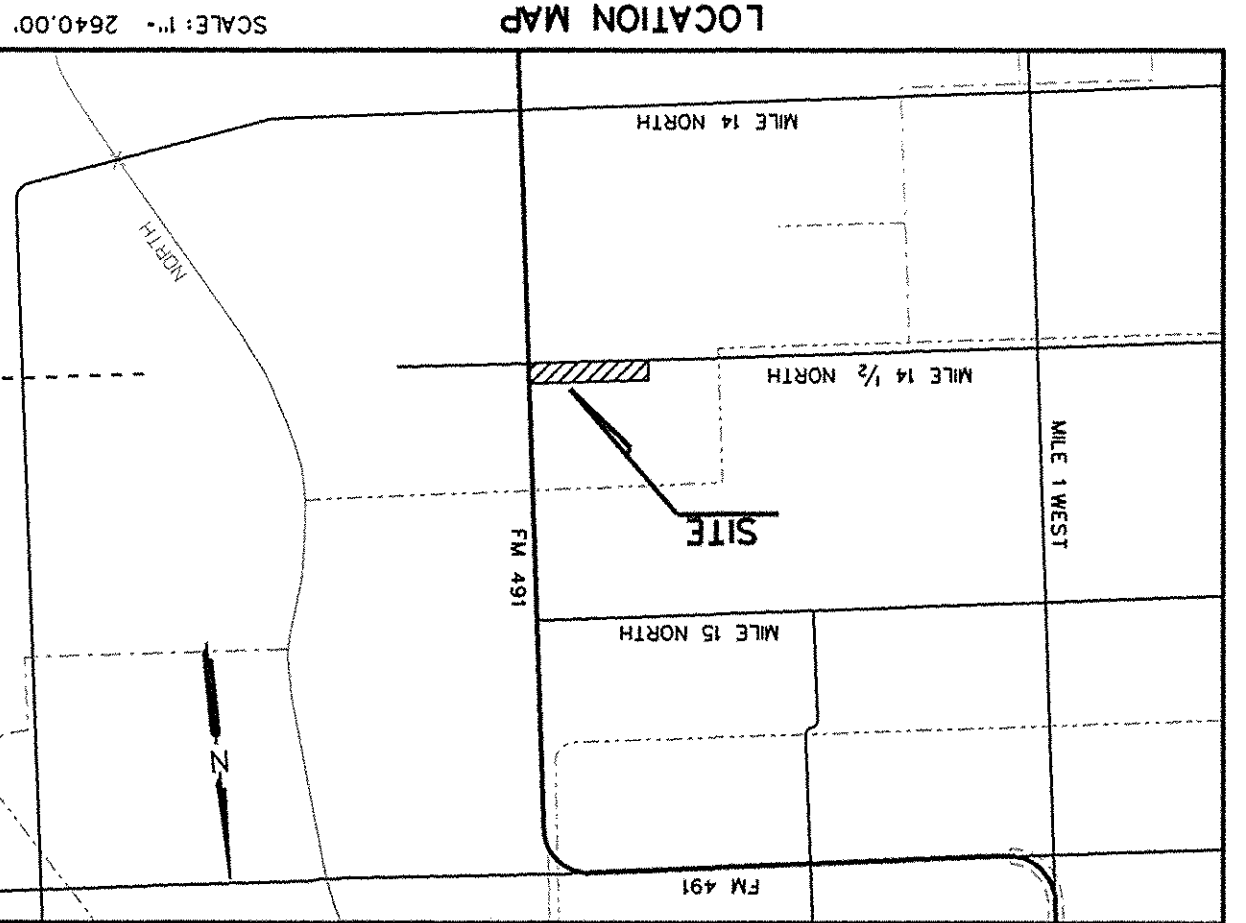 FM 491
MILE 15 NORTH
N
SITE
FM 491
MILE 1 WEST
MILE 14 1/2 NORTH
NORTH
MILE 14 NORTH
LOCATION MAP
SCALE: 1"- 2640.00'